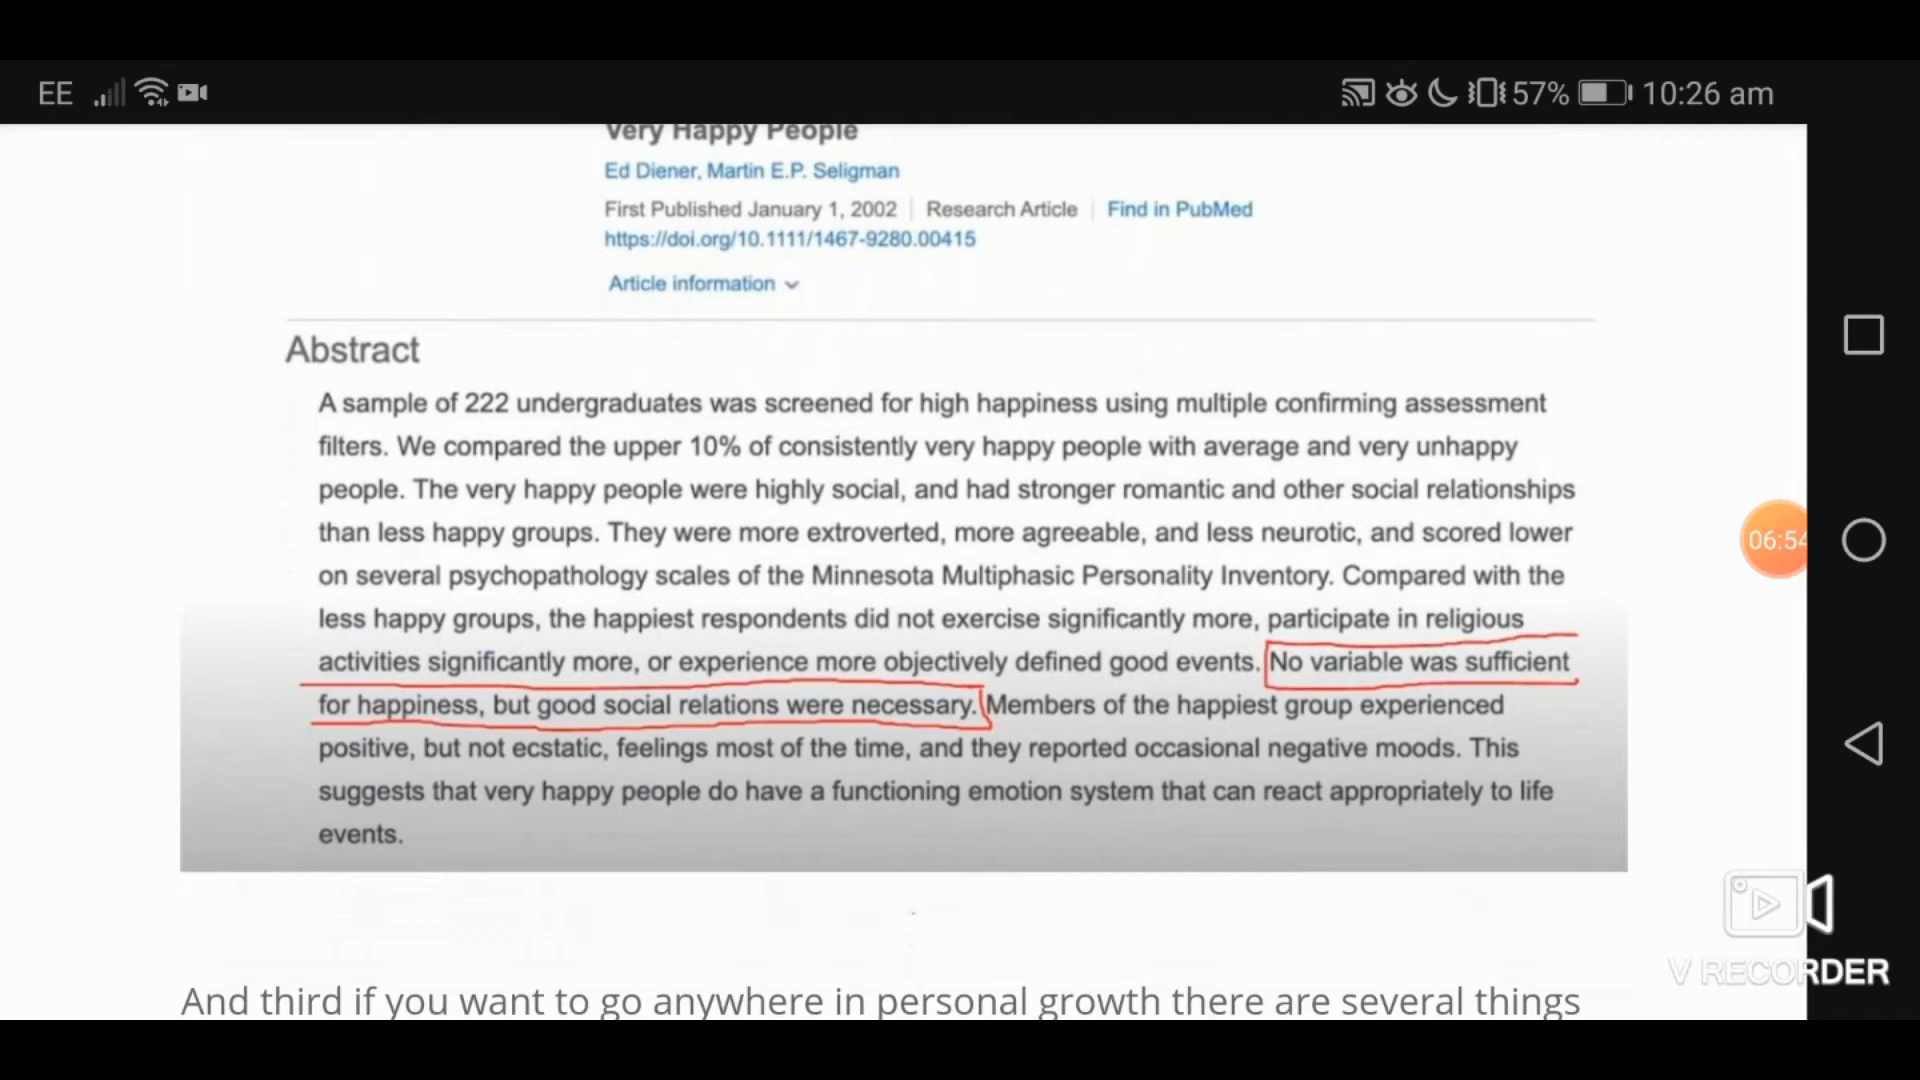 EE
57%
10:26 am
Very Happy People
Ed Diener, Martin E.P. Seligman
First Published January 1, 2002 | Research Article | Find in PubMed
https://doi.org/10.1111/1467-9280.00415
Article information
Abstract
A sample of 222 undergraduates was screened for high happiness using multiple confirming assessment
filters. We compared the upper 10% of consistently very happy people with average and very unhappy
people. The very happy people were highly social, and had stronger romantic and other social relationships
than less happy groups. They were more extroverted, more agreeable, and less neurotic, and scored lower
on several psychopathology scales of the Minnesota Multiphasic Personality Inventory. Compared with the
less happy groups, the happiest respondents did not exercise significantly more, participate in religious
activities significantly more, or experience more objectively defined good events. No variable was sufficient
for happiness, but good social relations were necessary. Members of the happiest group experienced
positive, but not ecstatic, feelings most of the time, and they reported occasional negative moods. This
suggests that very happy people do have a functioning emotion system that can react appropriately to life
events.
06:54
V RECORDER
And third if you want to go anywhere in personal growth there are several things